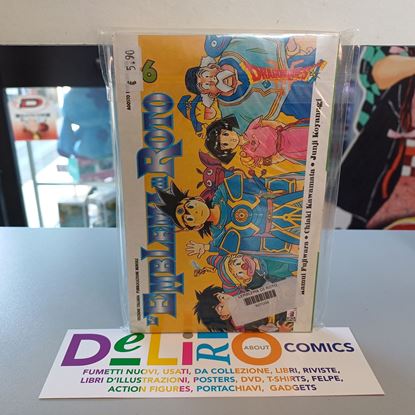 € 5,90
6
DRAGON QUEST
L'EMBLEMA DI ROTO
Kamui Fujiwara • Chiaki Kawamata • Junji Koyanagi
DeLiRiUM
ABOUT
COMICS
FUMETTI NUOVI, USATI, DA COLLEZIONE, LIBRI, RIVISTE,
LIBRI D'ILLUSTRAZIONI, POSTERS, DVD, T-SHIRTS, FELPE,
ACTION FIGURES, PORTACHIAVI, GADGETS